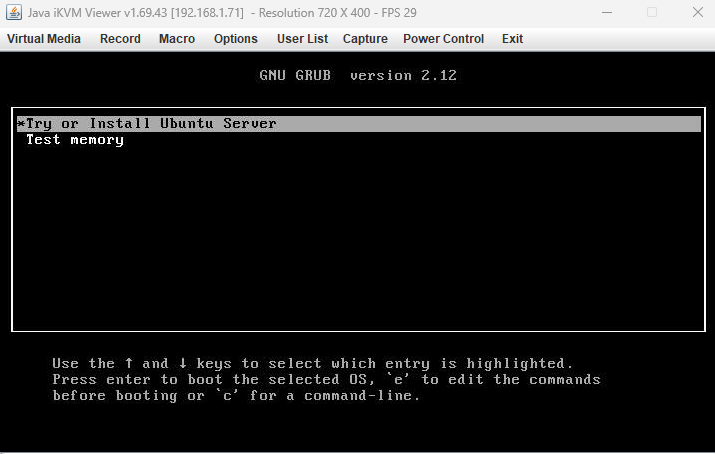 Java iKVM Viewer v1.69.43 [192.168.1.71] - Resolution 720 X 400 - FPS 29
Virtual Media Record Macro Options User List Capture Power Control Exit
GNU GRUB version 2.12
*Try or Install Ubuntu Server
Test memory
Use the ↑ and ↓ keys to select which entry is highlighted.
Press enter to boot the selected OS, `e' to edit the commands
before booting or `c' for a command-line.